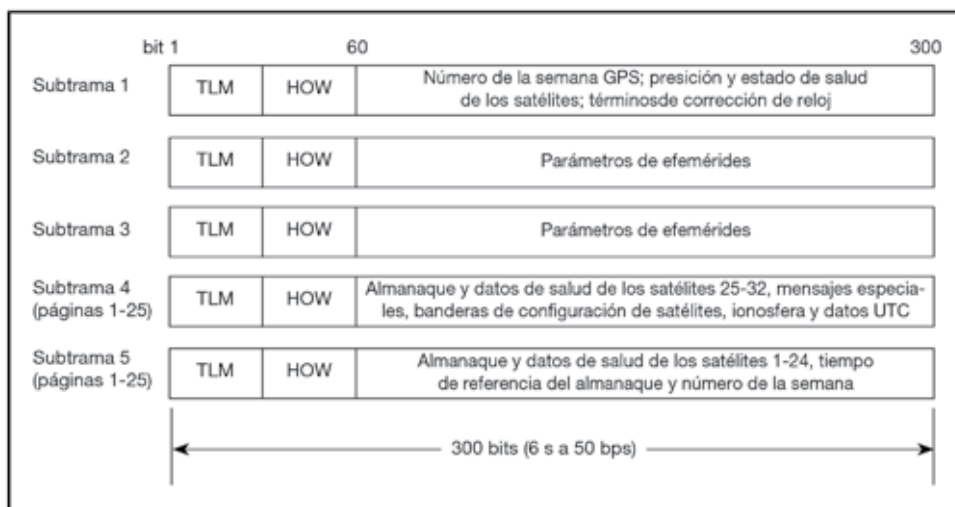 bit 1 60 300
Subtrama 1 TLM HOW Número de la semana GPS; presición y estado de salud
de los satélites; términosde corrección de reloj
Subtrama 2 TLM HOW Parámetros de efemérides
Subtrama 3 TLM HOW Parámetros de efemérides
Subtrama 4
(páginas 1-25) TLM HOW Almanaque y datos de salud de los satélites 25-32, mensajes especia-
les, banderas de configuración de satélites, ionosfera y datos UTC
Subtrama 5
(páginas 1-25) TLM HOW Almanaque y datos de salud de los satélites 1-24, tiempo
de referencia del almanaque y número de la semana
300 bits (6 s a 50 bps)